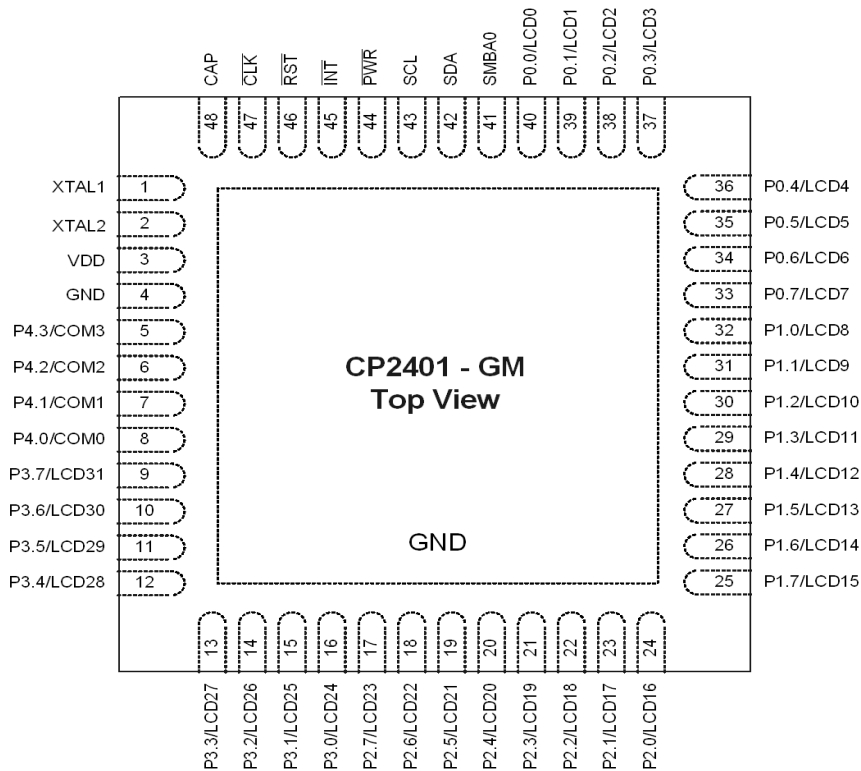 CAP
C̅L̅K̅
R̅S̅T̅
I̅N̅T̅
P̅W̅R̅
SCL
SDA
SMBA0
P0.0/LCD0
P0.1/LCD1
P0.2/LCD2
P0.3/LCD3
48
47
46
45
44
43
42
41
40
39
38
37
XTAL1 1
XTAL2 2
VDD 3
GND 4
P4.3/COM3 5
P4.2/COM2 6
P4.1/COM1 7
P4.0/COM0 8
P3.7/LCD31 9
P3.6/LCD30 10
P3.5/LCD29 11
P3.4/LCD28 12
CP2401 - GM
Top View
GND
36 P0.4/LCD4
35 P0.5/LCD5
34 P0.6/LCD6
33 P0.7/LCD7
32 P1.0/LCD8
31 P1.1/LCD9
30 P1.2/LCD10
29 P1.3/LCD11
28 P1.4/LCD12
27 P1.5/LCD13
26 P1.6/LCD14
25 P1.7/LCD15
13
14
15
16
17
18
19
20
21
22
23
24
P3.3/LCD27
P3.2/LCD26
P3.1/LCD25
P3.0/LCD24
P2.7/LCD23
P2.6/LCD22
P2.5/LCD21
P2.4/LCD20
P2.3/LCD19
P2.2/LCD18
P2.1/LCD17
P2.0/LCD16